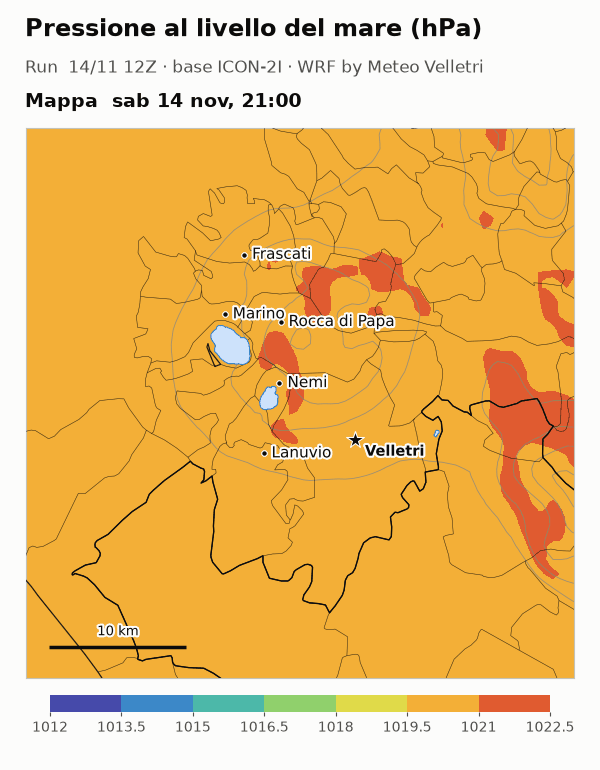 Pressione al livello del mare (hPa)
Run 14/11 12Z · base ICON-2I · WRF by Meteo Velletri
Mappa sab 14 nov, 21:00
Frascati
Marino
Rocca di Papa
Nemi
Velletri
Lanuvio
10 km
1012 1013.5 1015 1016.5 1018 1019.5 1021 1022.5